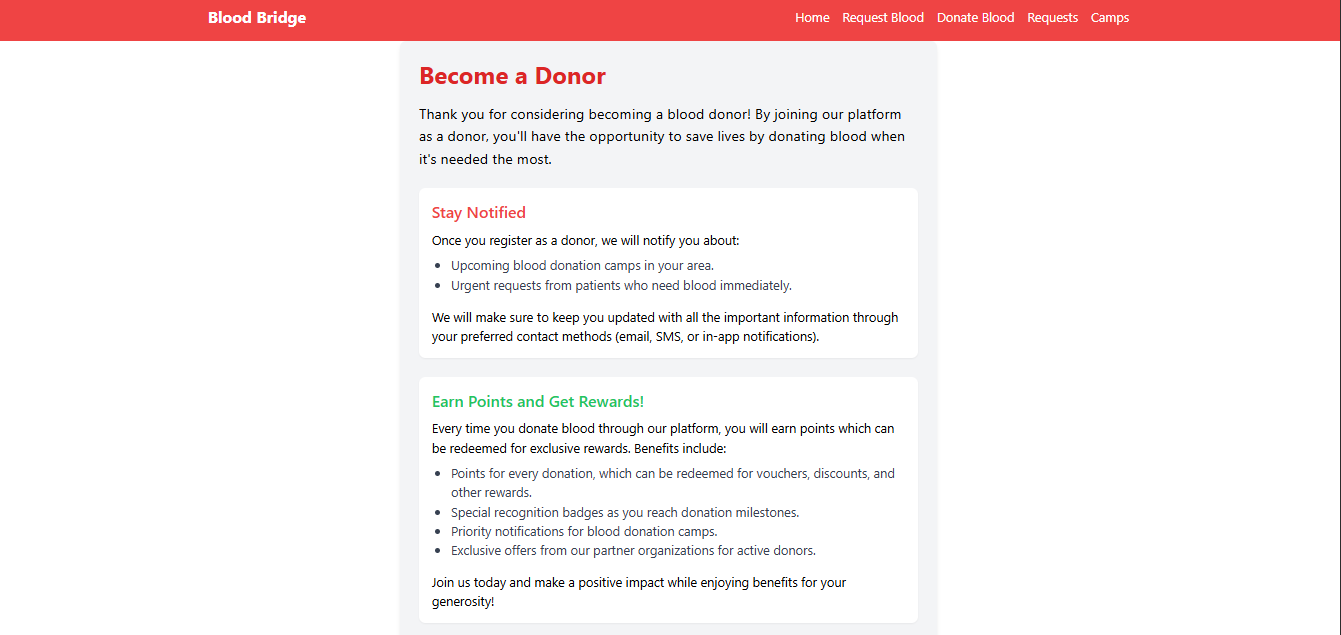 Blood Bridge
Home Request Blood Donate Blood Requests Camps
Become a Donor
Thank you for considering becoming a blood donor! By joining our platform
as a donor, you'll have the opportunity to save lives by donating blood when
it's needed the most.
Stay Notified
Once you register as a donor, we will notify you about:
• Upcoming blood donation camps in your area.
• Urgent requests from patients who need blood immediately.
We will make sure to keep you updated with all the important information through
your preferred contact methods (email, SMS, or in-app notifications).
Earn Points and Get Rewards!
Every time you donate blood through our platform, you will earn points which can
be redeemed for exclusive rewards. Benefits include:
• Points for every donation, which can be redeemed for vouchers, discounts, and
other rewards.
• Special recognition badges as you reach donation milestones.
• Priority notifications for blood donation camps.
• Exclusive offers from our partner organizations for active donors.
Join us today and make a positive impact while enjoying benefits for your
generosity!